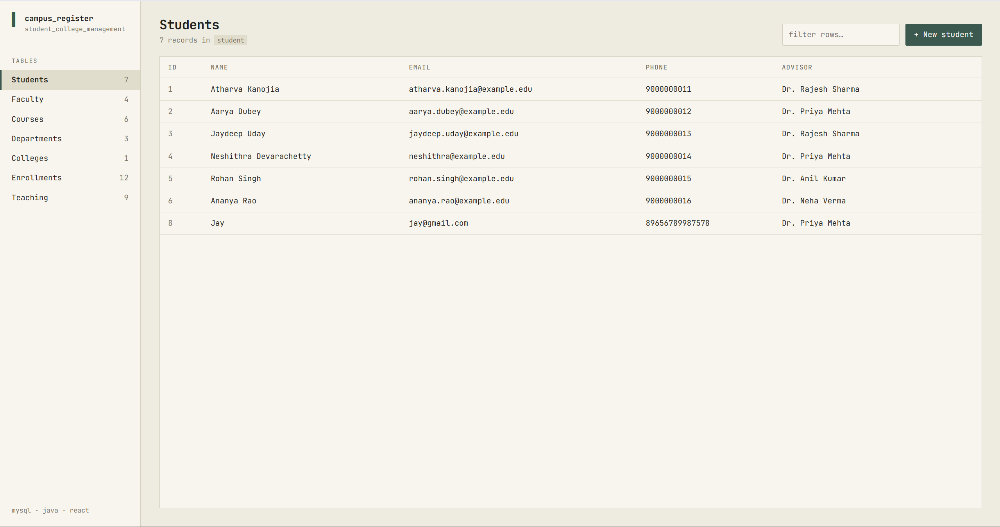 campus_register
student_college_management
TABLES
Students 7
Faculty 4
Courses 6
Departments 3
Colleges 1
Enrollments 12
Teaching 9
mysql · java · react
Students
7 records in student
filter rows…
+ New student
ID NAME EMAIL PHONE ADVISOR
1 Atharva Kanojia atharva.kanojia@example.edu 9000000011 Dr. Rajesh Sharma
2 Aarya Dubey aarya.dubey@example.edu 9000000012 Dr. Priya Mehta
3 Jaydeep Uday jaydeep.uday@example.edu 9000000013 Dr. Rajesh Sharma
4 Neshithra Devarachetty neshithra@example.edu 9000000014 Dr. Priya Mehta
5 Rohan Singh rohan.singh@example.edu 9000000015 Dr. Anil Kumar
6 Ananya Rao ananya.rao@example.edu 9000000016 Dr. Neha Verma
8 Jay jay@gmail.com 89656789987578 Dr. Priya Mehta